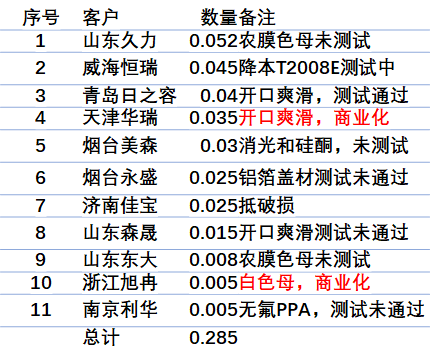 序号 客户 数量备注
1 山东久力 0.052农膜色母未测试
2 威海恒瑞 0.045降本T2008E测试中
3 青岛日之容 0.04开口爽滑，测试通过
4 天津华瑞 0.035开口爽滑，商业化
5 烟台美森 0.03消光和硅酮，未测试
6 烟台永盛 0.025铝箔盖材测试未通过
7 济南佳宝 0.025抵破损
8 山东森晟 0.015开口爽滑测试未通过
9 山东东大 0.008农膜色母未测试
10 浙江旭冉 0.005白色母，商业化
11 南京利华 0.005无氟PPA，测试未通过
总计 0.285